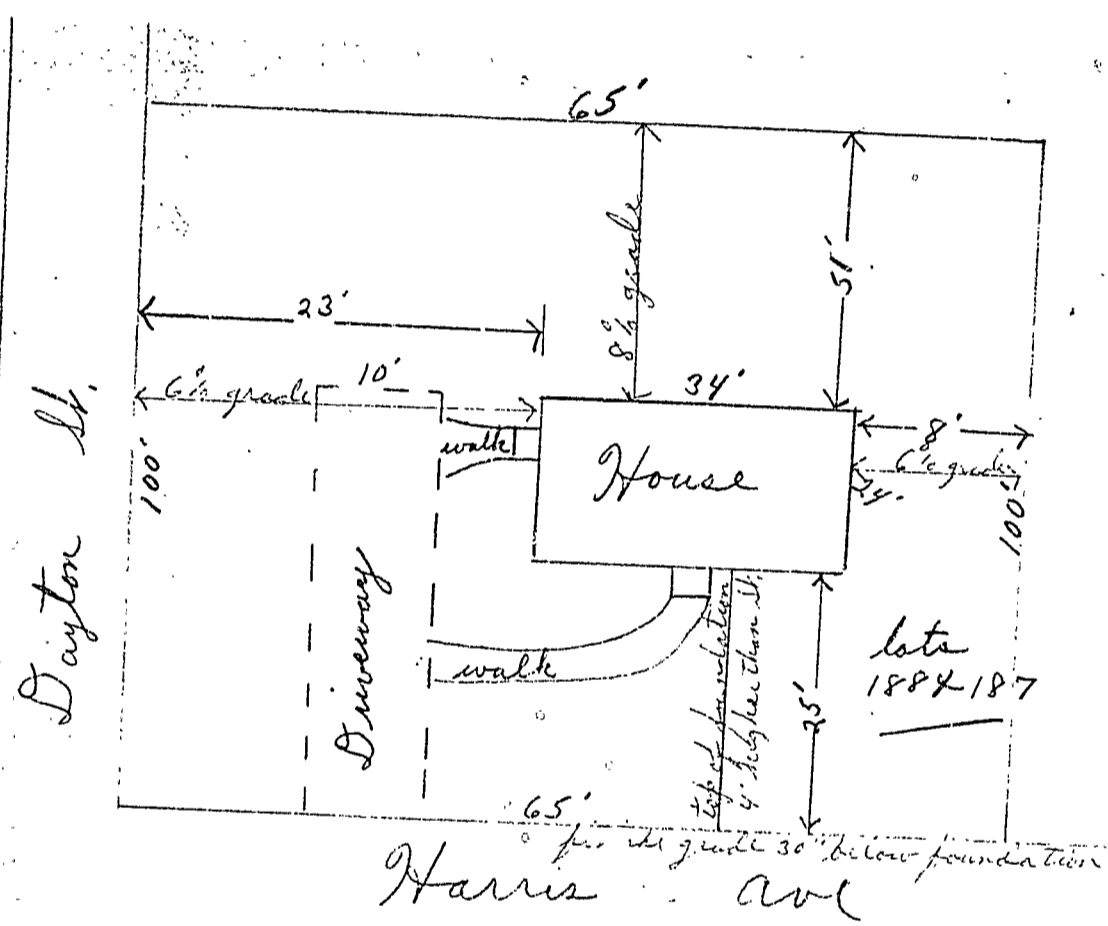 65'
8% grade
51'
23'
6% grade
10'
34'
walk
House
8'
6% grade
4'
100'
100'
Dayton St.
Driveway
walk
top of foundation
4" higher than St.
25'
lots
188 & 187
65'
grade 30" below foundation
Harris Ave